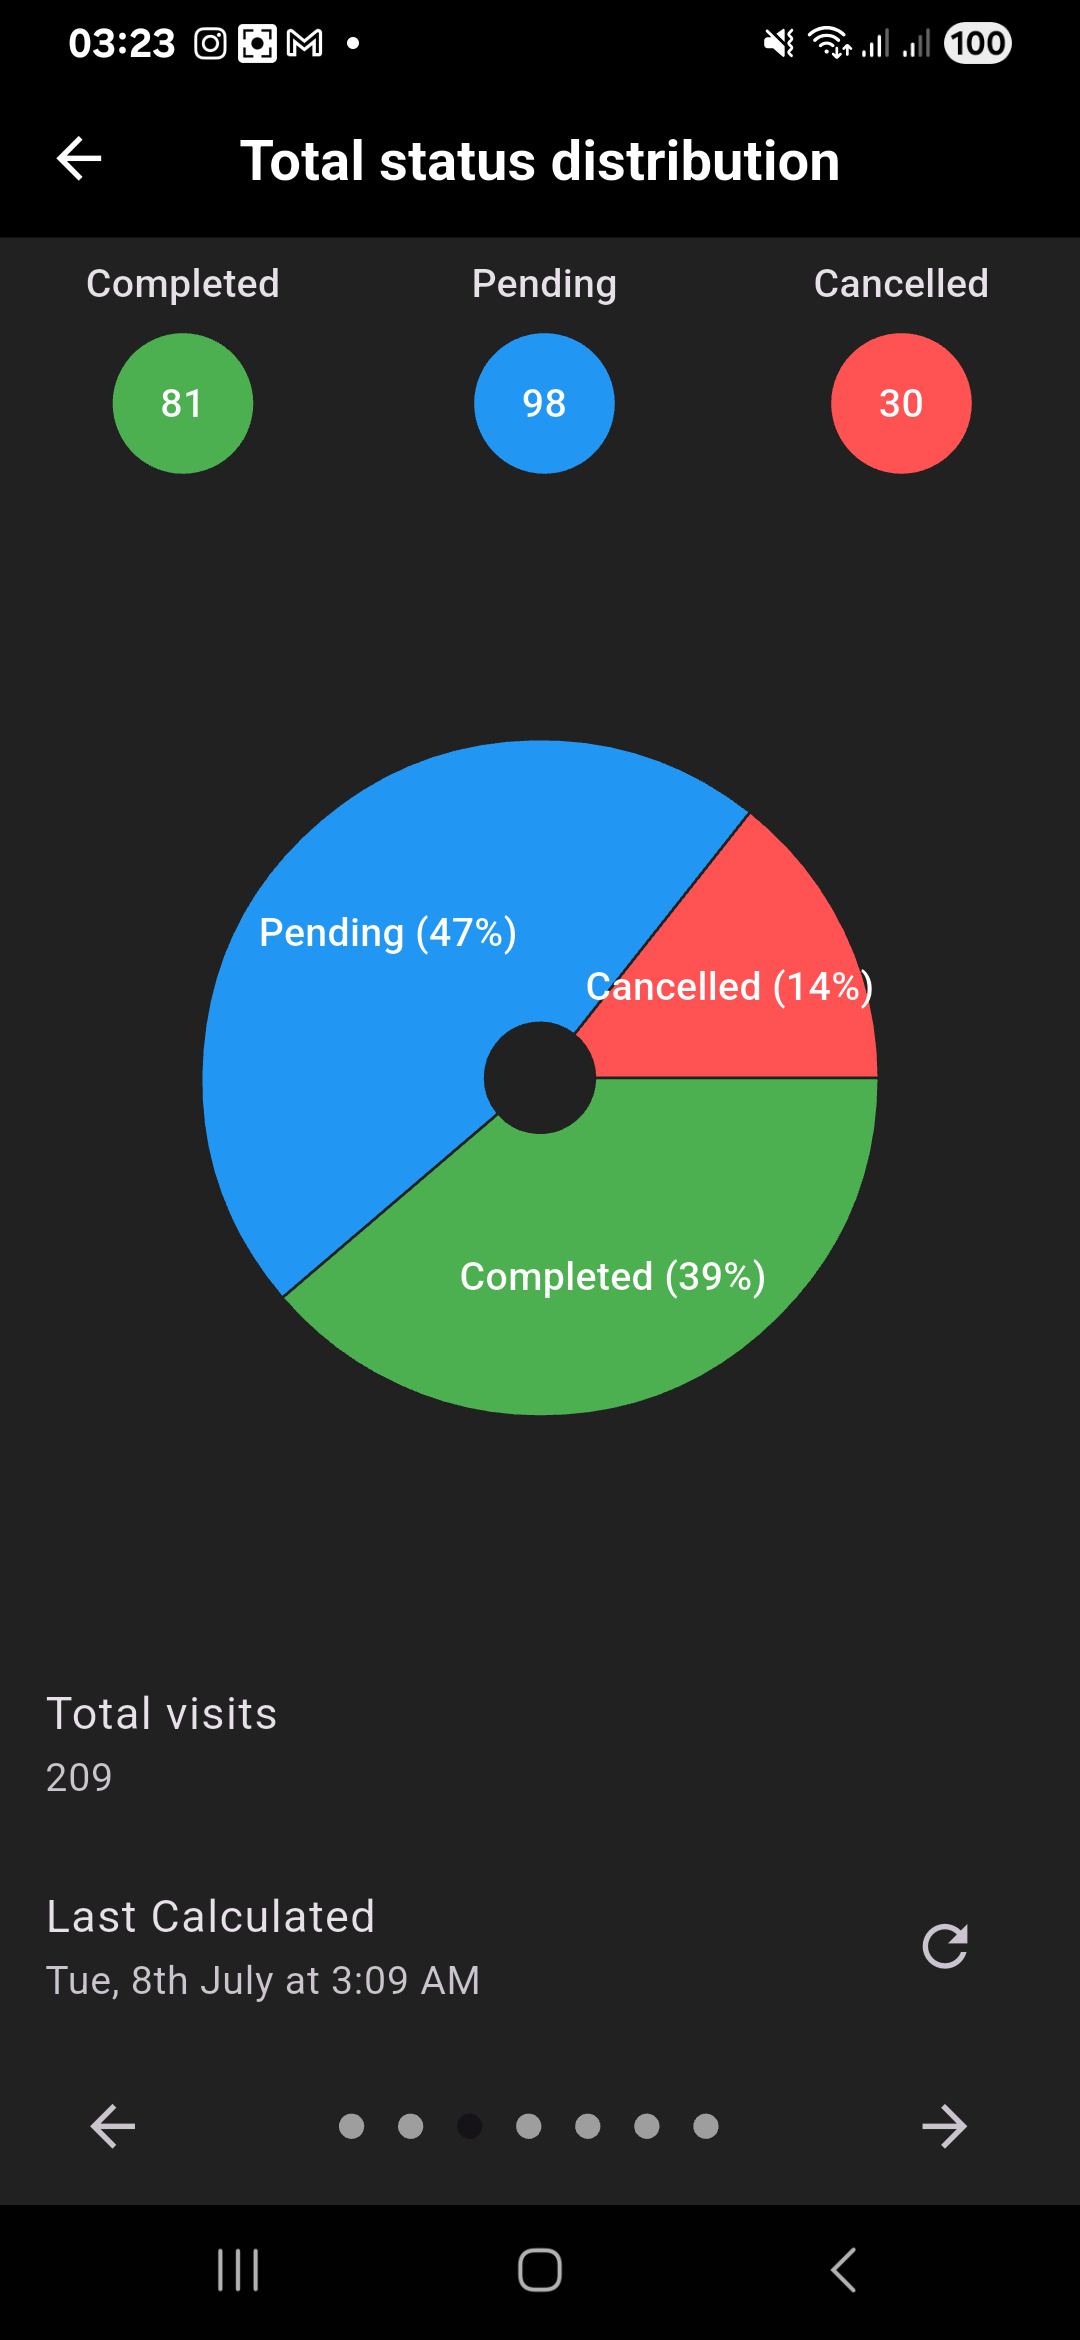 03:23
100
Total status distribution
Completed Pending Cancelled
81 98 30
Pending (47%)
Cancelled (14%)
Completed (39%)
Total visits
209
Last Calculated
Tue, 8th July at 3:09 AM